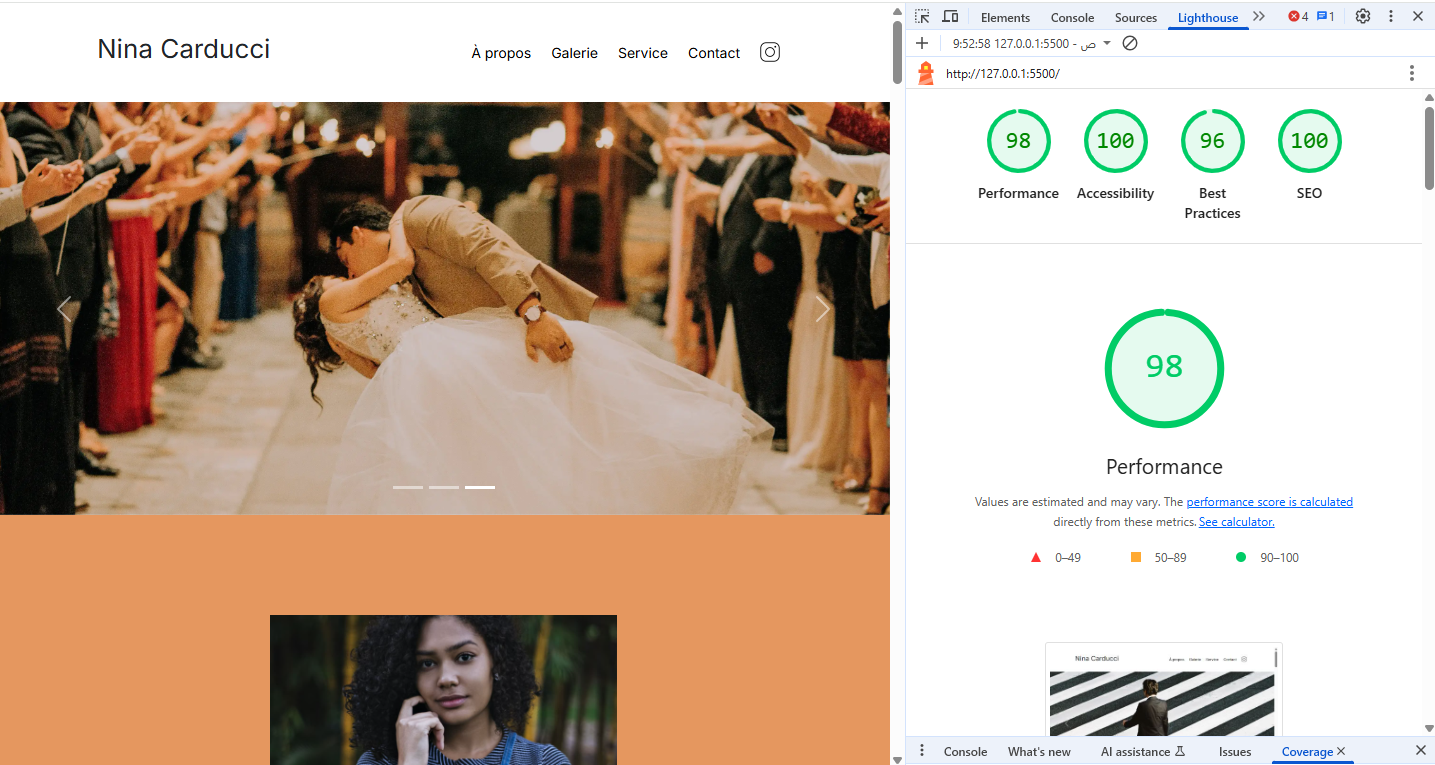 Nina Carducci
À propos Galerie Service Contact
Elements Console Sources Lighthouse 4 1
9:52:58 127.0.0.1:5500 - ص
http://127.0.0.1:5500/
98 100 96 100
Performance Accessibility Best Practices SEO
98
Performance
Values are estimated and may vary. The performance score is calculated
directly from these metrics. See calculator.
0–49 50–89 90–100
Nina Carducci À propos Galerie Service Contact
Console What's new AI assistance Issues Coverage